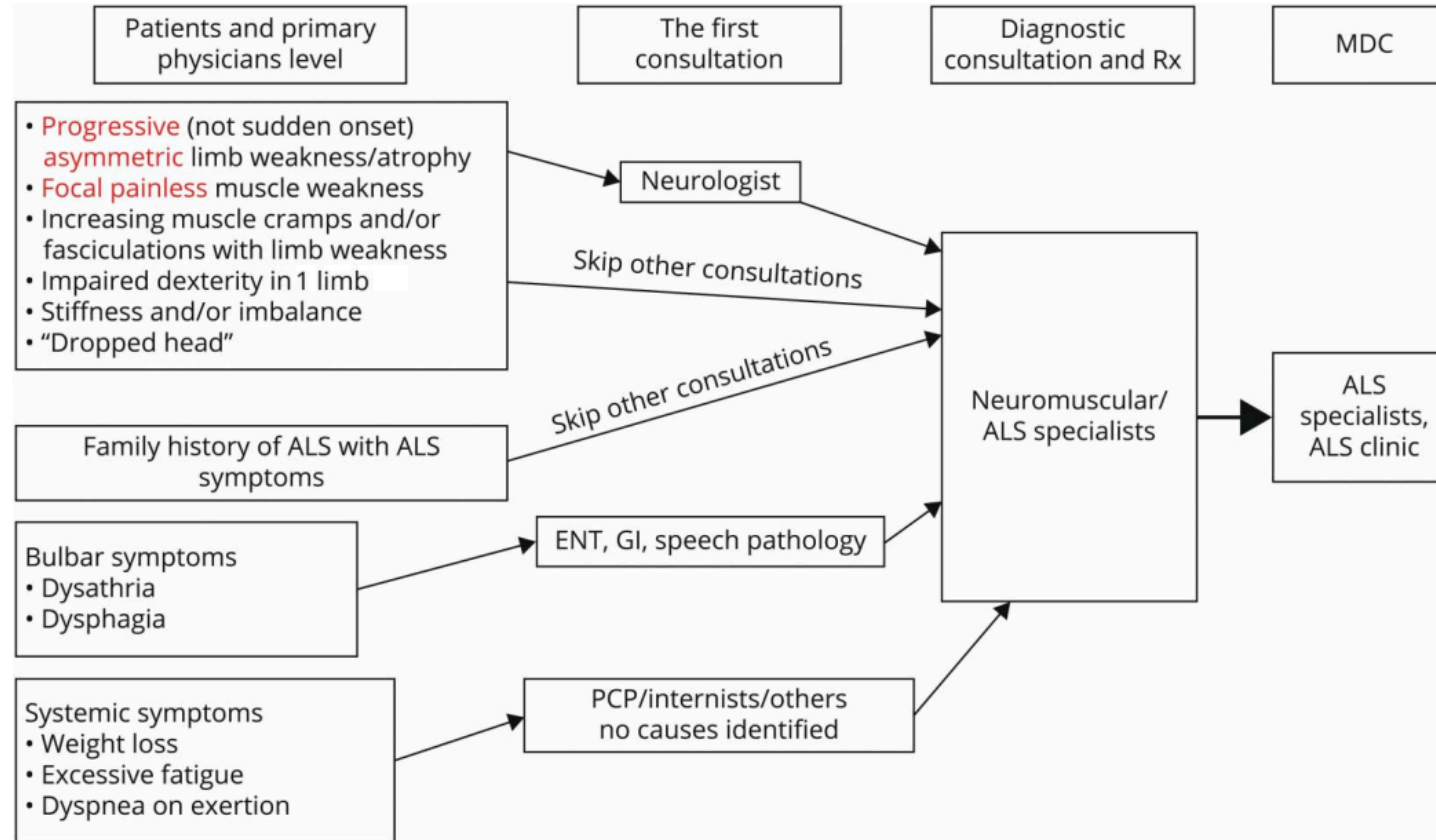 Patients and primary
physicians level
The first
consultation
Diagnostic
consultation and Rx
MDC
• Progressive (not sudden onset)
asymmetric limb weakness/atrophy
• Focal painless muscle weakness
• Increasing muscle cramps and/or
fasciculations with limb weakness
• Impaired dexterity in 1 limb
• Stiffness and/or imbalance
• “Dropped head”
Neurologist
Skip other consultations
Skip other consultations
Family history of ALS with ALS
symptoms
Neuromuscular/
ALS specialists
ALS
specialists,
ALS clinic
Bulbar symptoms
• Dysathria
• Dysphagia
ENT, GI, speech pathology
Systemic symptoms
• Weight loss
• Excessive fatigue
• Dyspnea on exertion
PCP/internists/others
no causes identified